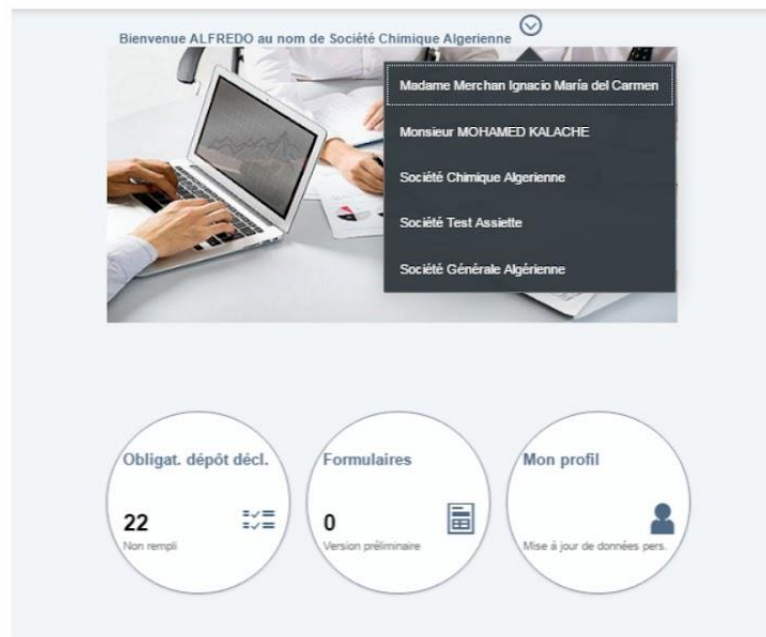 Bienvenue ALFREDO au nom de Société Chimique Algerienne
Madame Merchan Ignacio María del Carmen
Monsieur MOHAMED KALACHE
Société Chimique Algerienne
Société Test Assiette
Société Générale Algérienne
Obligat. dépôt décl.
22
Non rempli
Formulaires
0
Version préliminaire
Mon profil
Mise à jour de données pers.